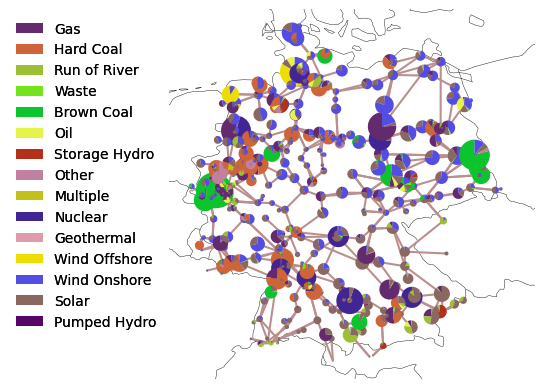 Gas
Hard Coal
Run of River
Waste
Brown Coal
Oil
Storage Hydro
Other
Multiple
Nuclear
Geothermal
Wind Offshore
Wind Onshore
Solar
Pumped Hydro